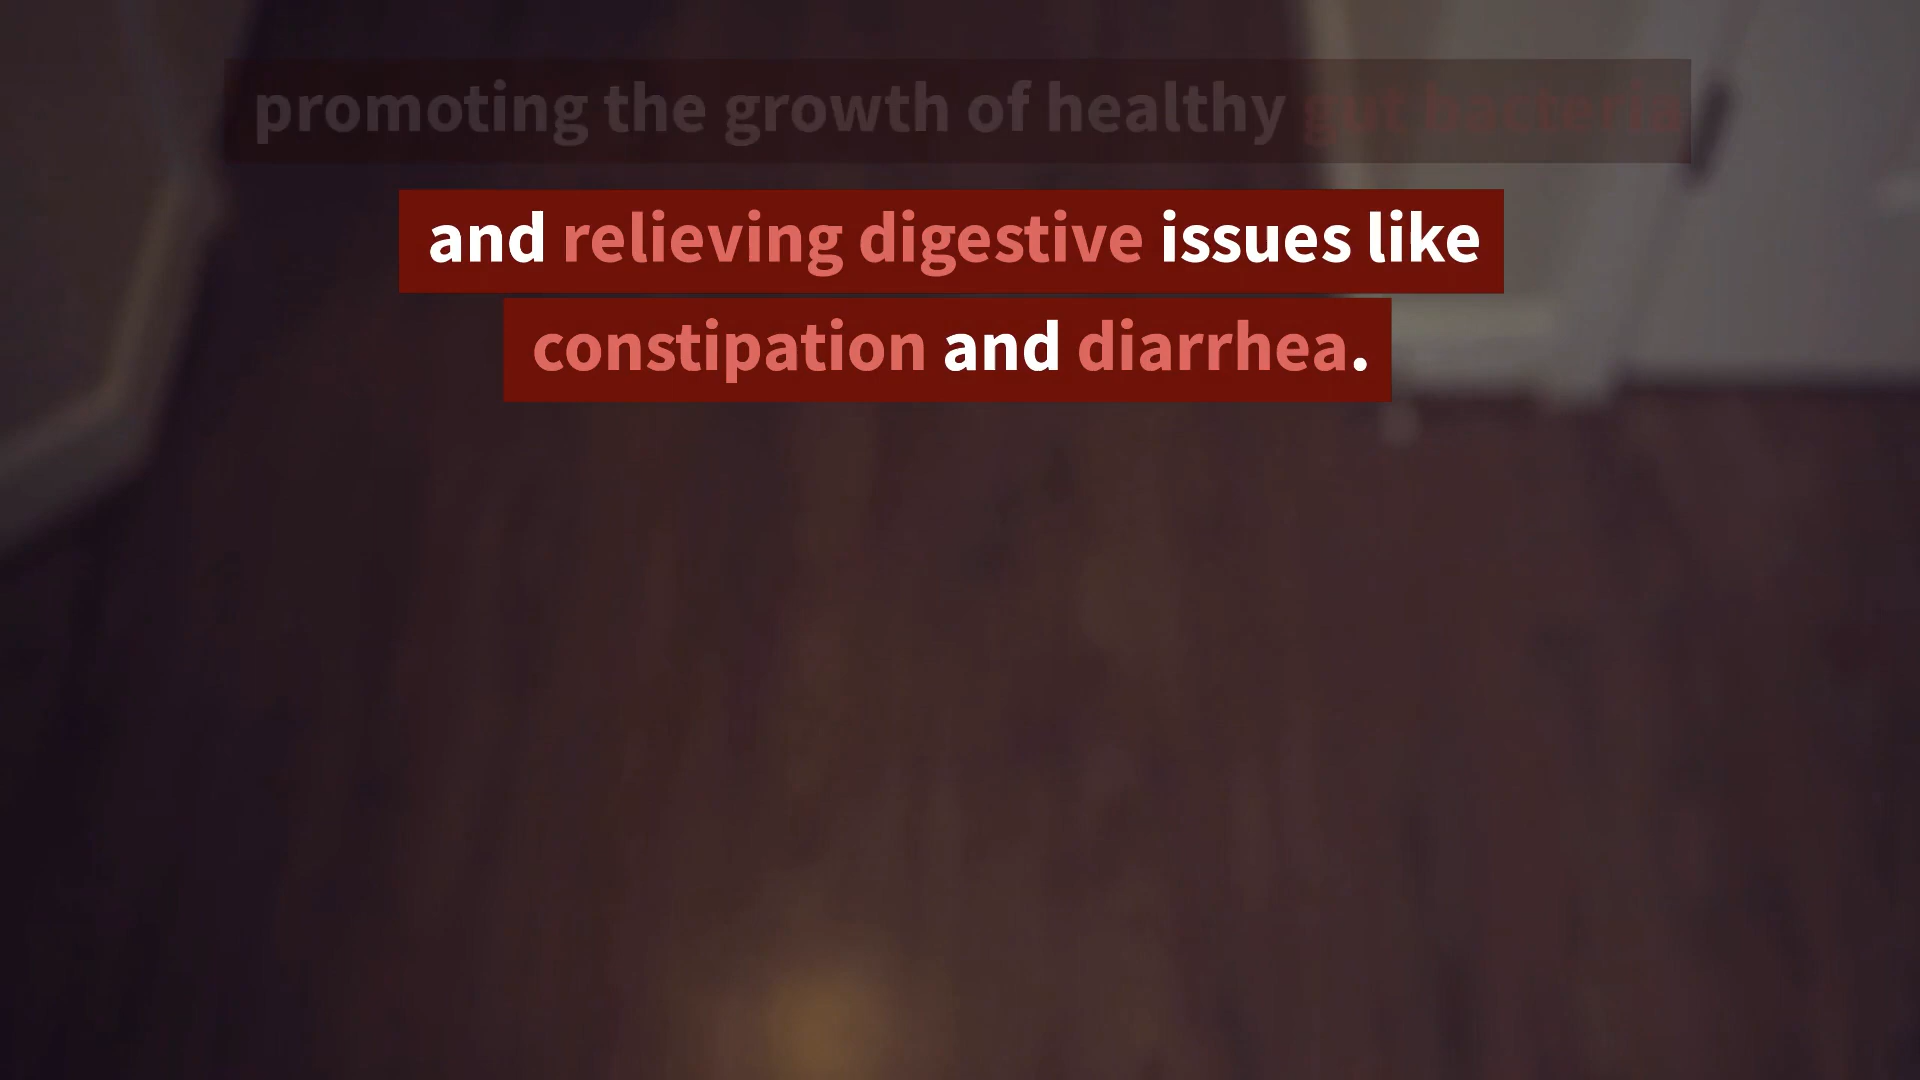 promoting the growth of healthy gut bacteria
and relieving digestive issues like
constipation and diarrhea.